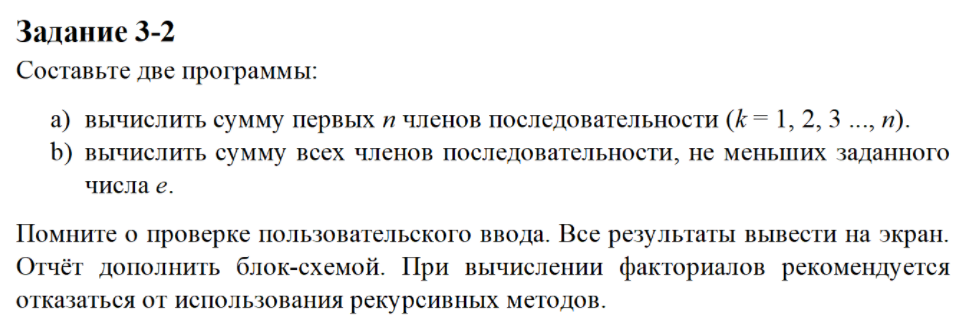 Задание 3-2
Составьте две программы:
a) вычислить сумму первых n членов последовательности (k = 1, 2, 3 ..., n).
b) вычислить сумму всех членов последовательности, не меньших заданного
числа e.
Помните о проверке пользовательского ввода. Все результаты вывести на экран.
Отчёт дополнить блок-схемой. При вычислении факториалов рекомендуется
отказаться от использования рекурсивных методов.